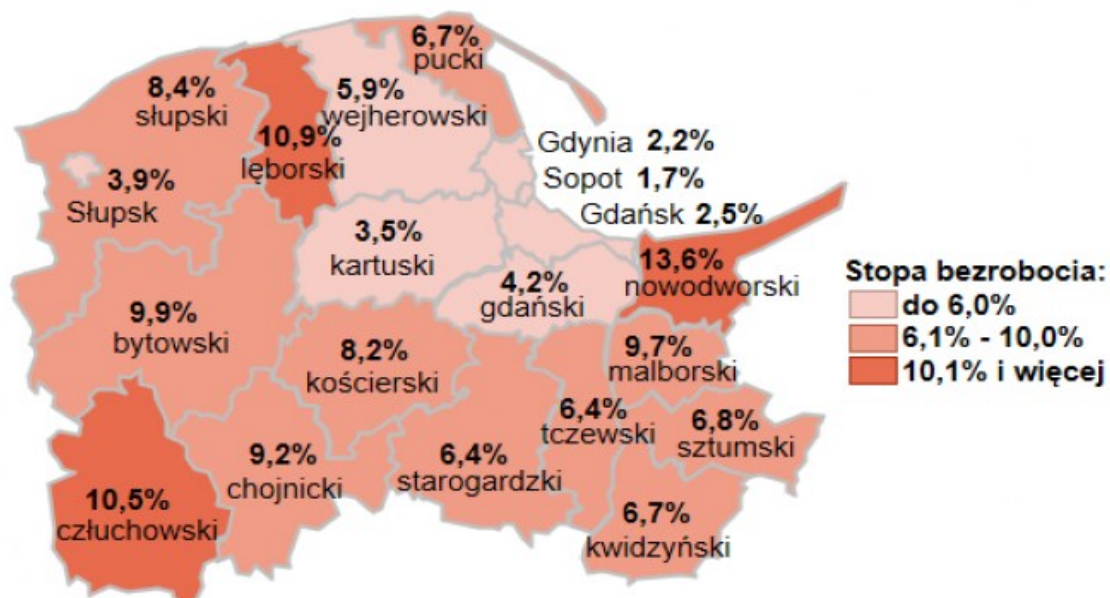 6,7%
pucki
8,4%
słupski
5,9%
wejherowski
10,9%
lęborski
Gdynia 2,2%
Sopot 1,7%
Gdańsk 2,5%
3,9%
Słupsk
3,5%
kartuski
4,2%
gdański
13,6%
nowodworski
9,9%
bytowski
8,2%
kościerski
9,7%
malborski
6,4%
tczewski
6,8%
sztumski
9,2%
chojnicki
6,4%
starogardzki
10,5%
człuchowski
6,7%
kwidzyński
Stopa bezrobocia:
do 6,0%
6,1% - 10,0%
10,1% i więcej